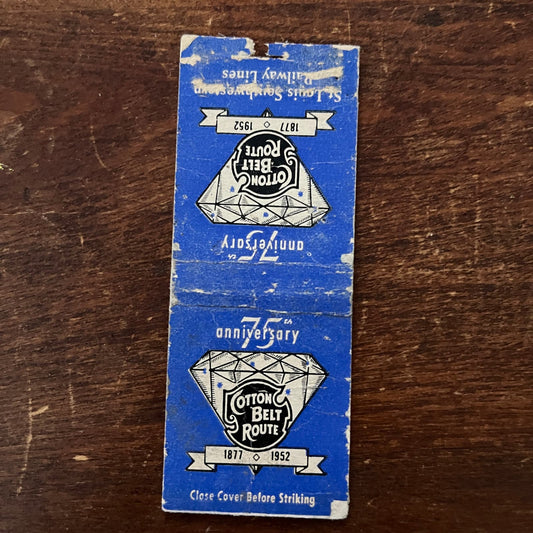 St. Louis Southwestern
Railway Lines
1877 ◇ 1952
COTTON
BELT
ROUTE
75th
anniversary
75
anniversary
COTTON
BELT
ROUTE
1877 ◇ 1952
Close Cover Before Striking